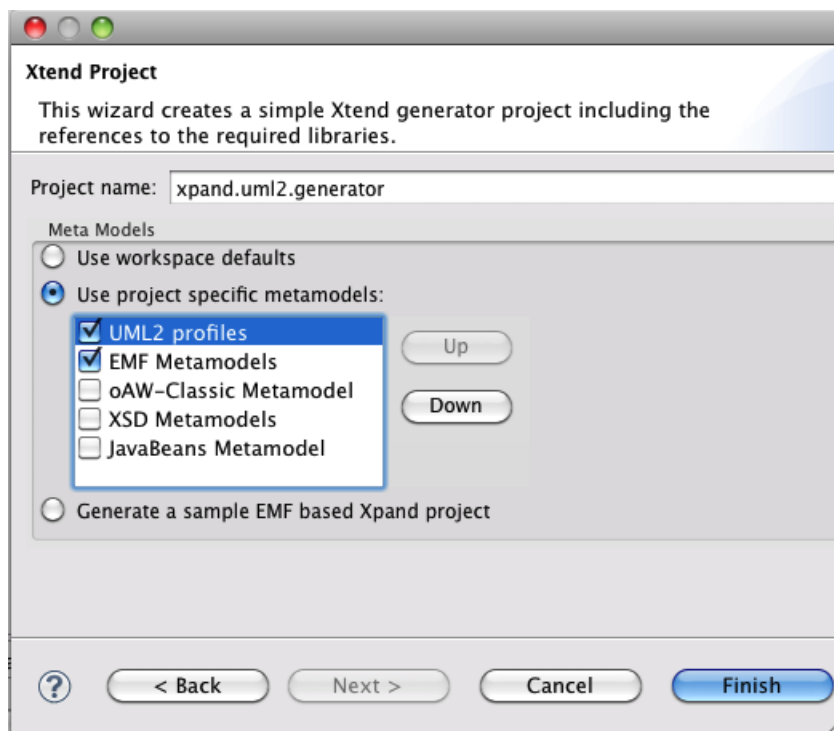 Xtend Project
This wizard creates a simple Xtend generator project including the
references to the required libraries.
Project name: xpand.uml2.generator
Meta Models
Use workspace defaults
Use project specific metamodels:
UML2 profiles
EMF Metamodels
oAW-Classic Metamodel
XSD Metamodels
JavaBeans Metamodel
Up
Down
Generate a sample EMF based Xpand project
?
< Back
Next >
Cancel
Finish